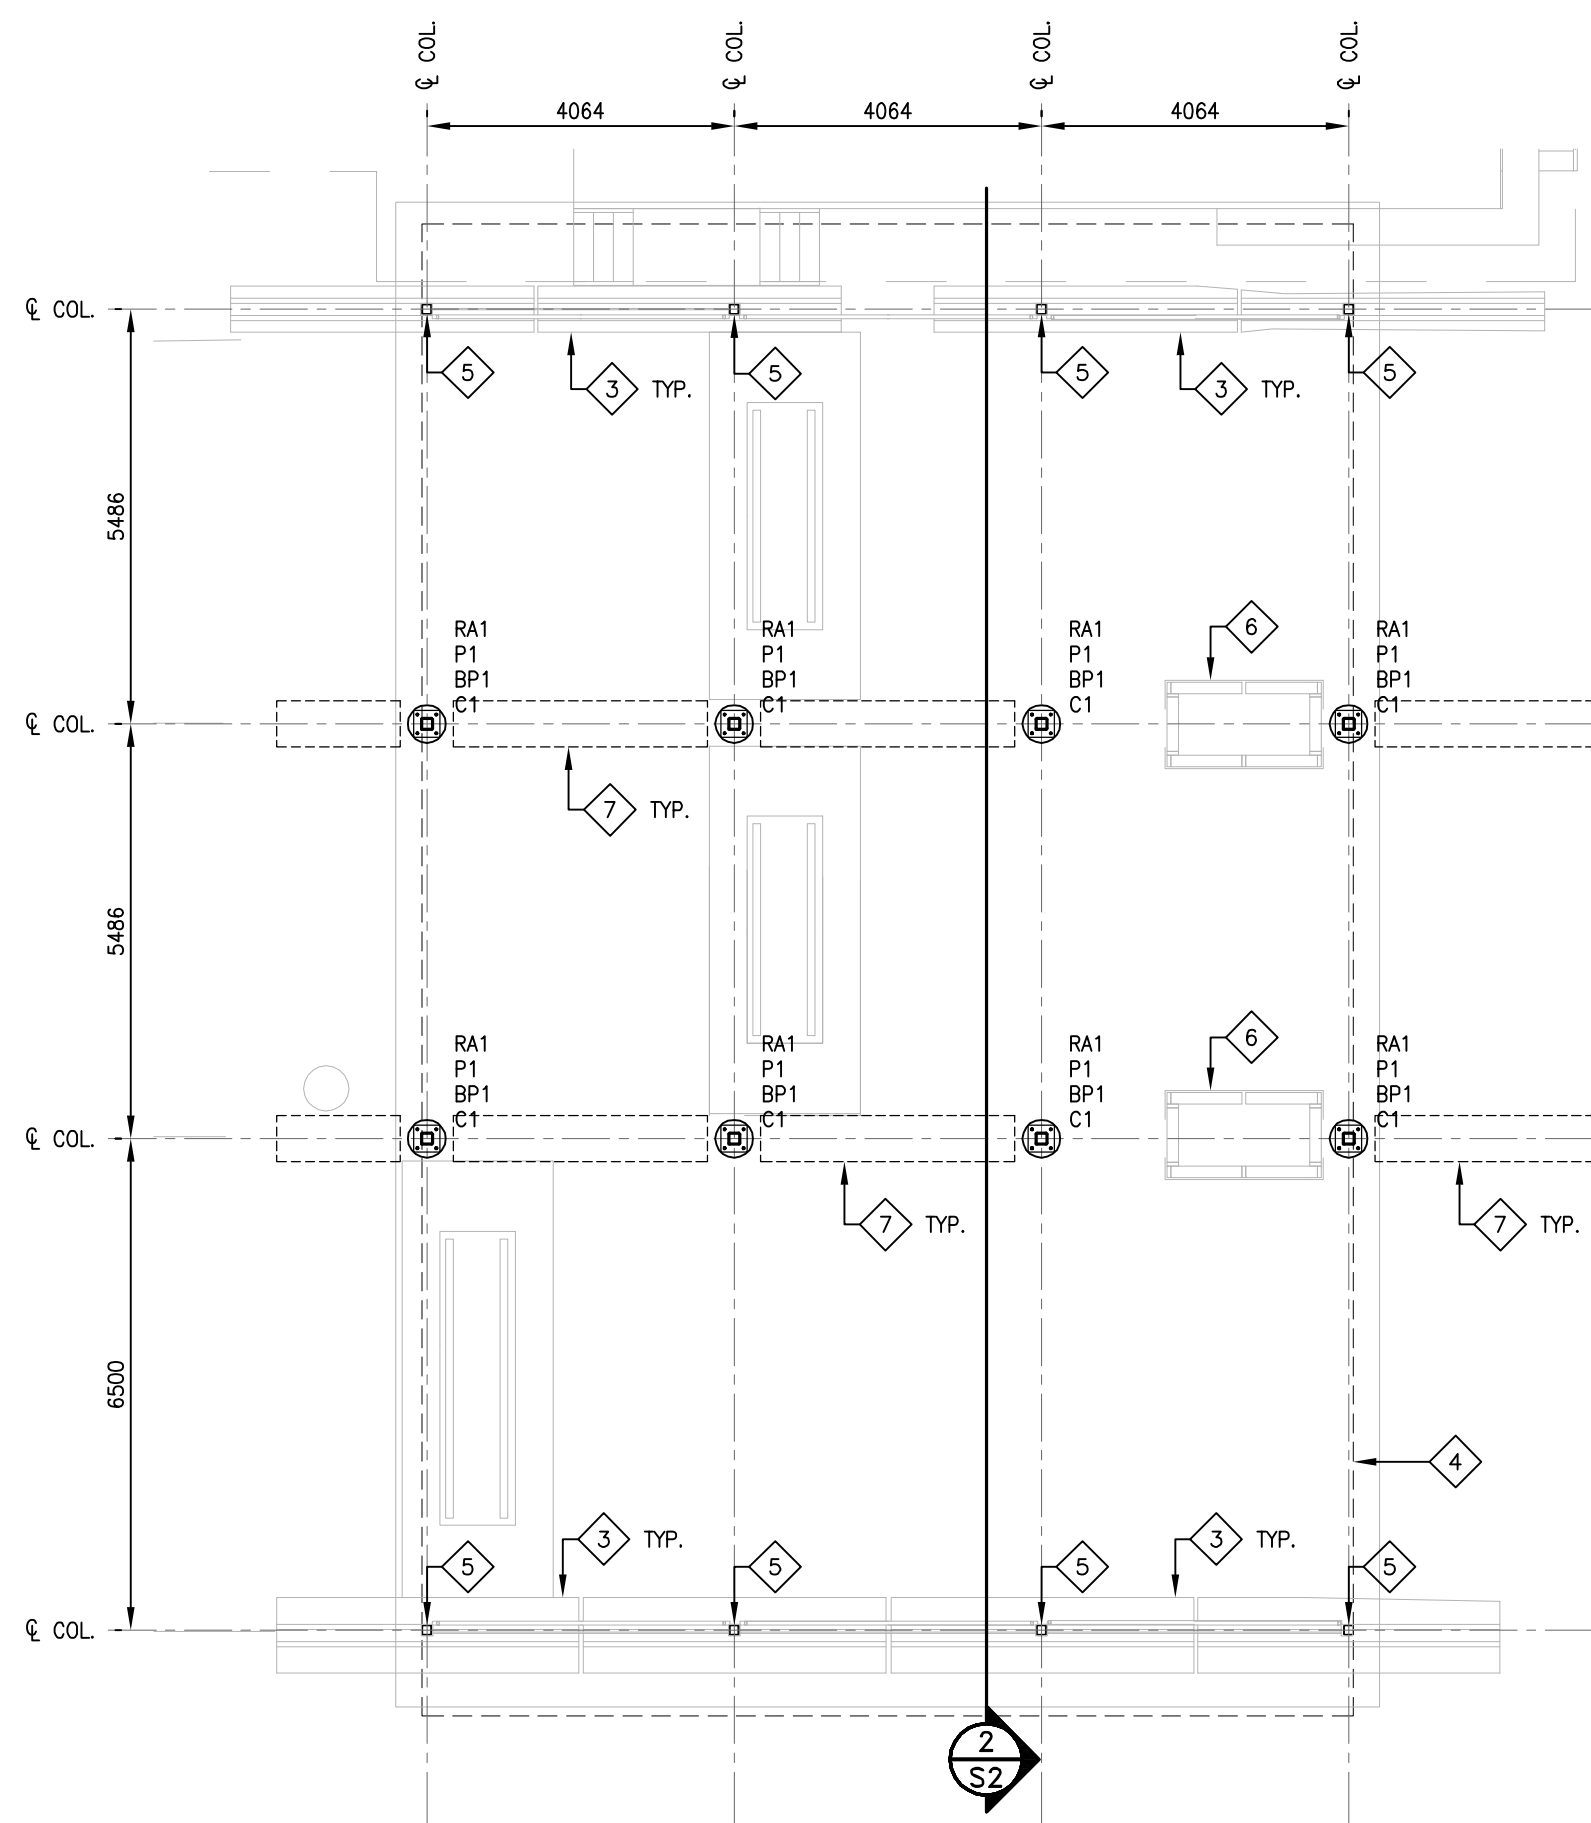 ℄ COL.
℄ COL.
℄ COL.
℄ COL.
4064
4064
4064
℄ COL.
5
3 TYP.
5
5
3 TYP.
5
5486
RA1
P1
BP1
C1
RA1
P1
BP1
C1
RA1
P1
BP1
C1
6
RA1
P1
BP1
C1
℄ COL.
7 TYP.
5486
RA1
P1
BP1
C1
RA1
P1
BP1
C1
RA1
P1
BP1
C1
6
RA1
P1
BP1
C1
℄ COL.
7 TYP.
7 TYP.
6500
4
3 TYP.
3 TYP.
5
5
5
5
℄ COL.
2
S2